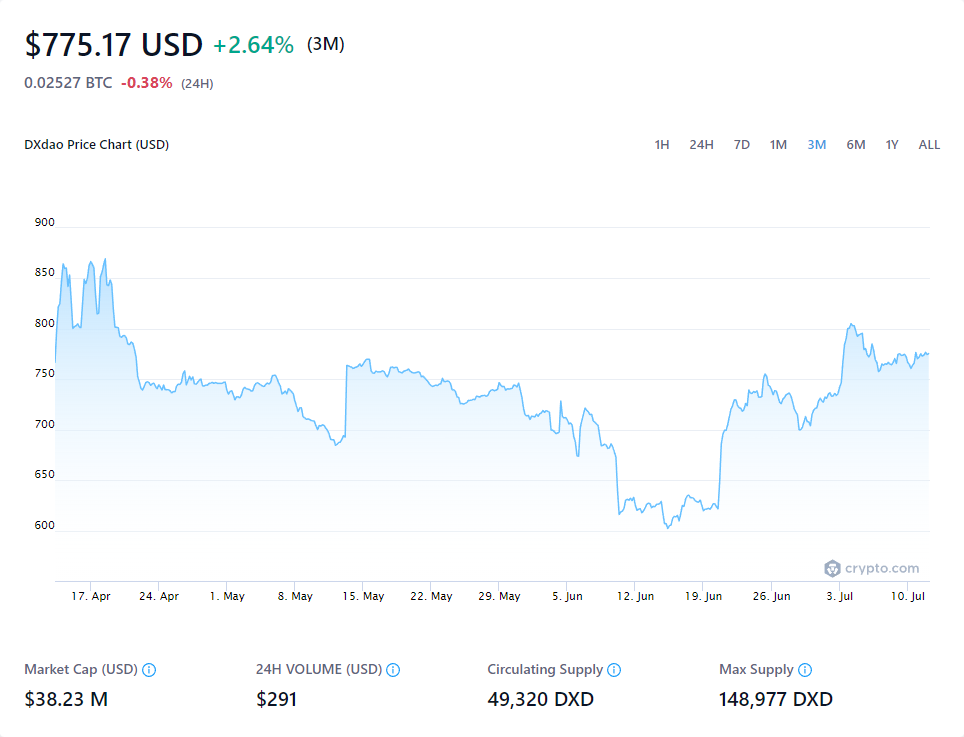 $775.17 USD +2.64% (3M)
0.02527 BTC -0.38% (24H)
DXdao Price Chart (USD) 1H 24H 7D 1M 3M 6M 1Y ALL
900
850
800
750
700
650
600
crypto.com
17. Apr 24. Apr 1. May 8. May 15. May 22. May 29. May 5. Jun 12. Jun 19. Jun 26. Jun 3. Jul 10. Jul
Market Cap (USD) 24H VOLUME (USD) Circulating Supply Max Supply
$38.23 M $291 49,320 DXD 148,977 DXD